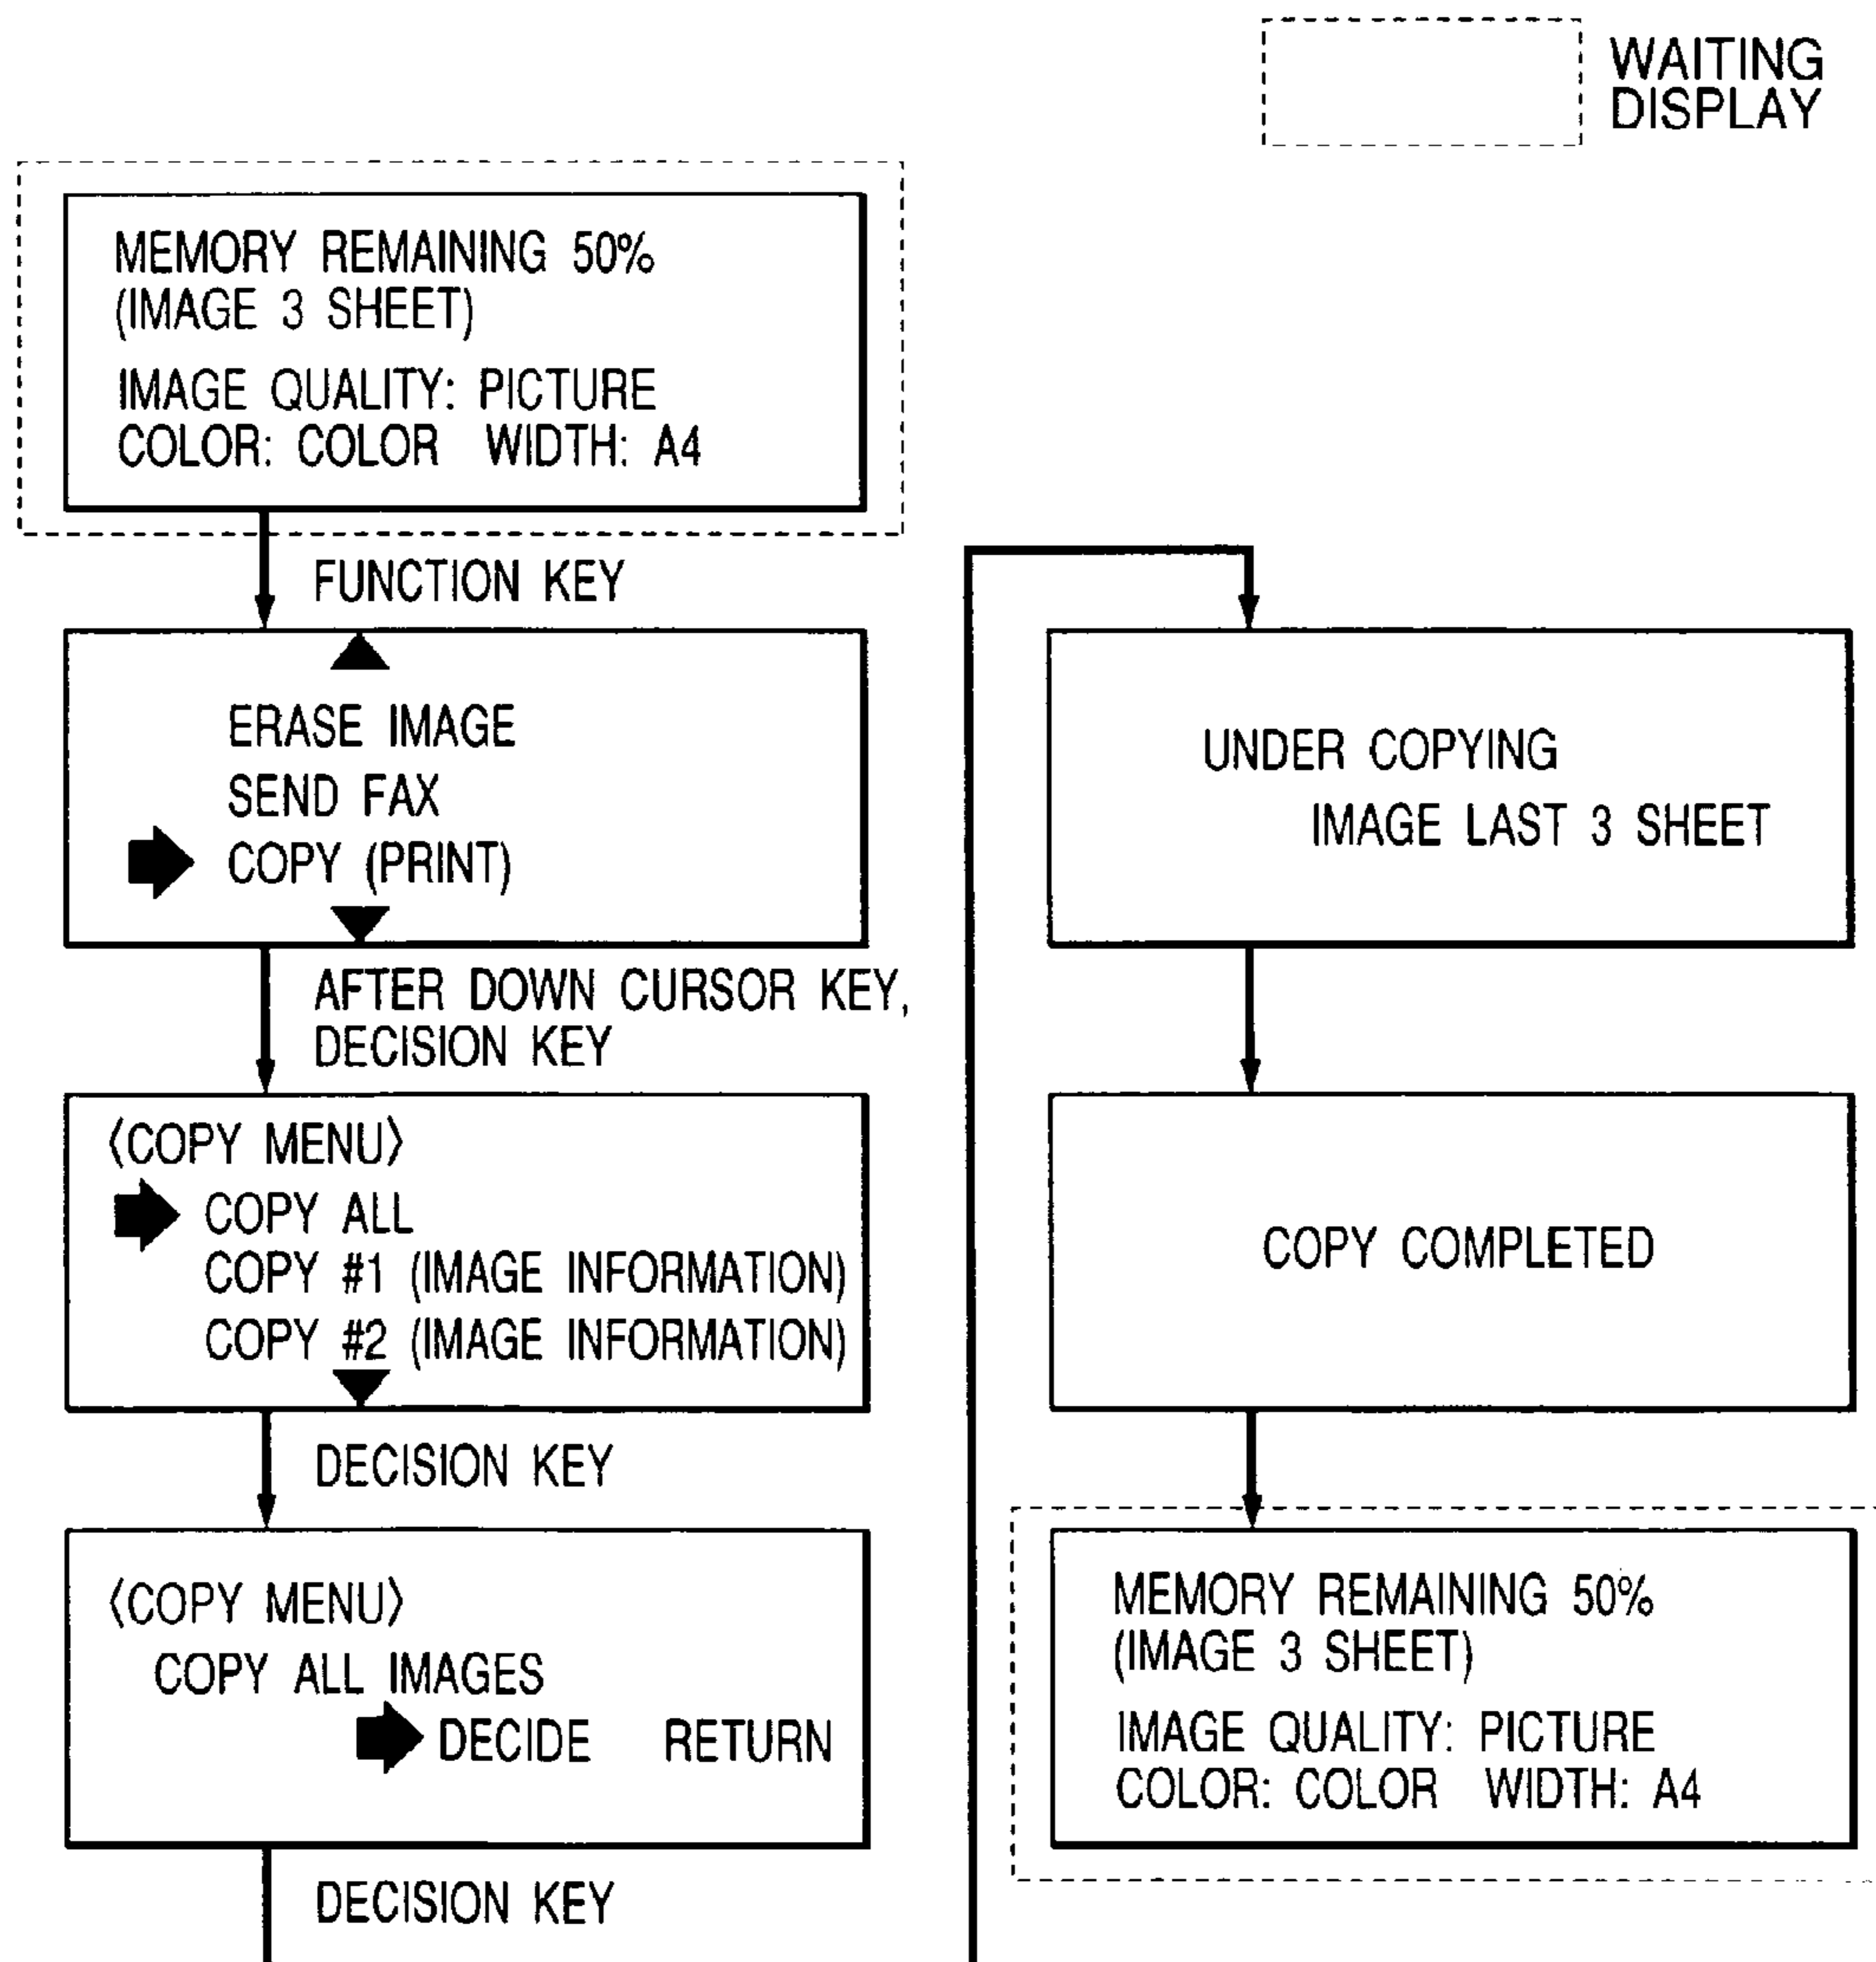 WAITING
DISPLAY
MEMORY REMAINING 50%
(IMAGE 3 SHEET)
IMAGE QUALITY: PICTURE
COLOR: COLOR WIDTH: A4
FUNCTION KEY
ERASE IMAGE
SEND FAX
COPY (PRINT)
AFTER DOWN CURSOR KEY,
DECISION KEY
〈COPY MENU〉
COPY ALL
COPY #1 (IMAGE INFORMATION)
COPY #2 (IMAGE INFORMATION)
DECISION KEY
〈COPY MENU〉
COPY ALL IMAGES
DECIDE RETURN
DECISION KEY
UNDER COPYING
IMAGE LAST 3 SHEET
COPY COMPLETED
MEMORY REMAINING 50%
(IMAGE 3 SHEET)
IMAGE QUALITY: PICTURE
COLOR: COLOR WIDTH: A4